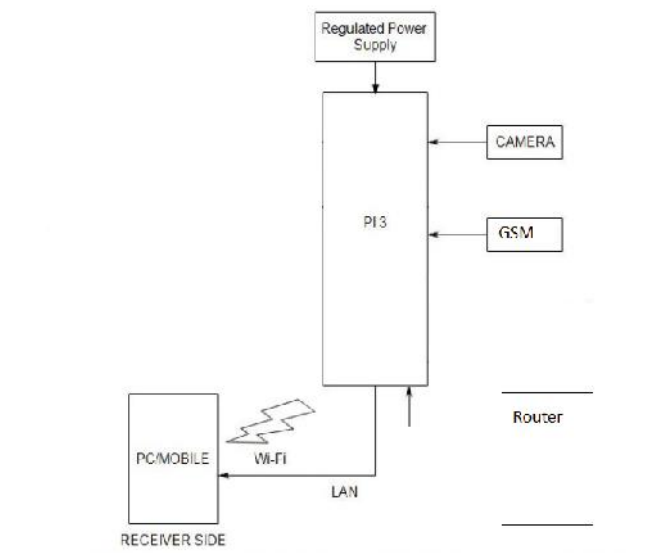 Regulated Power
Supply
CAMERA
PI 3
GSM
Router
PC/MOBILE
Wi-Fi
LAN
RECEIVER SIDE